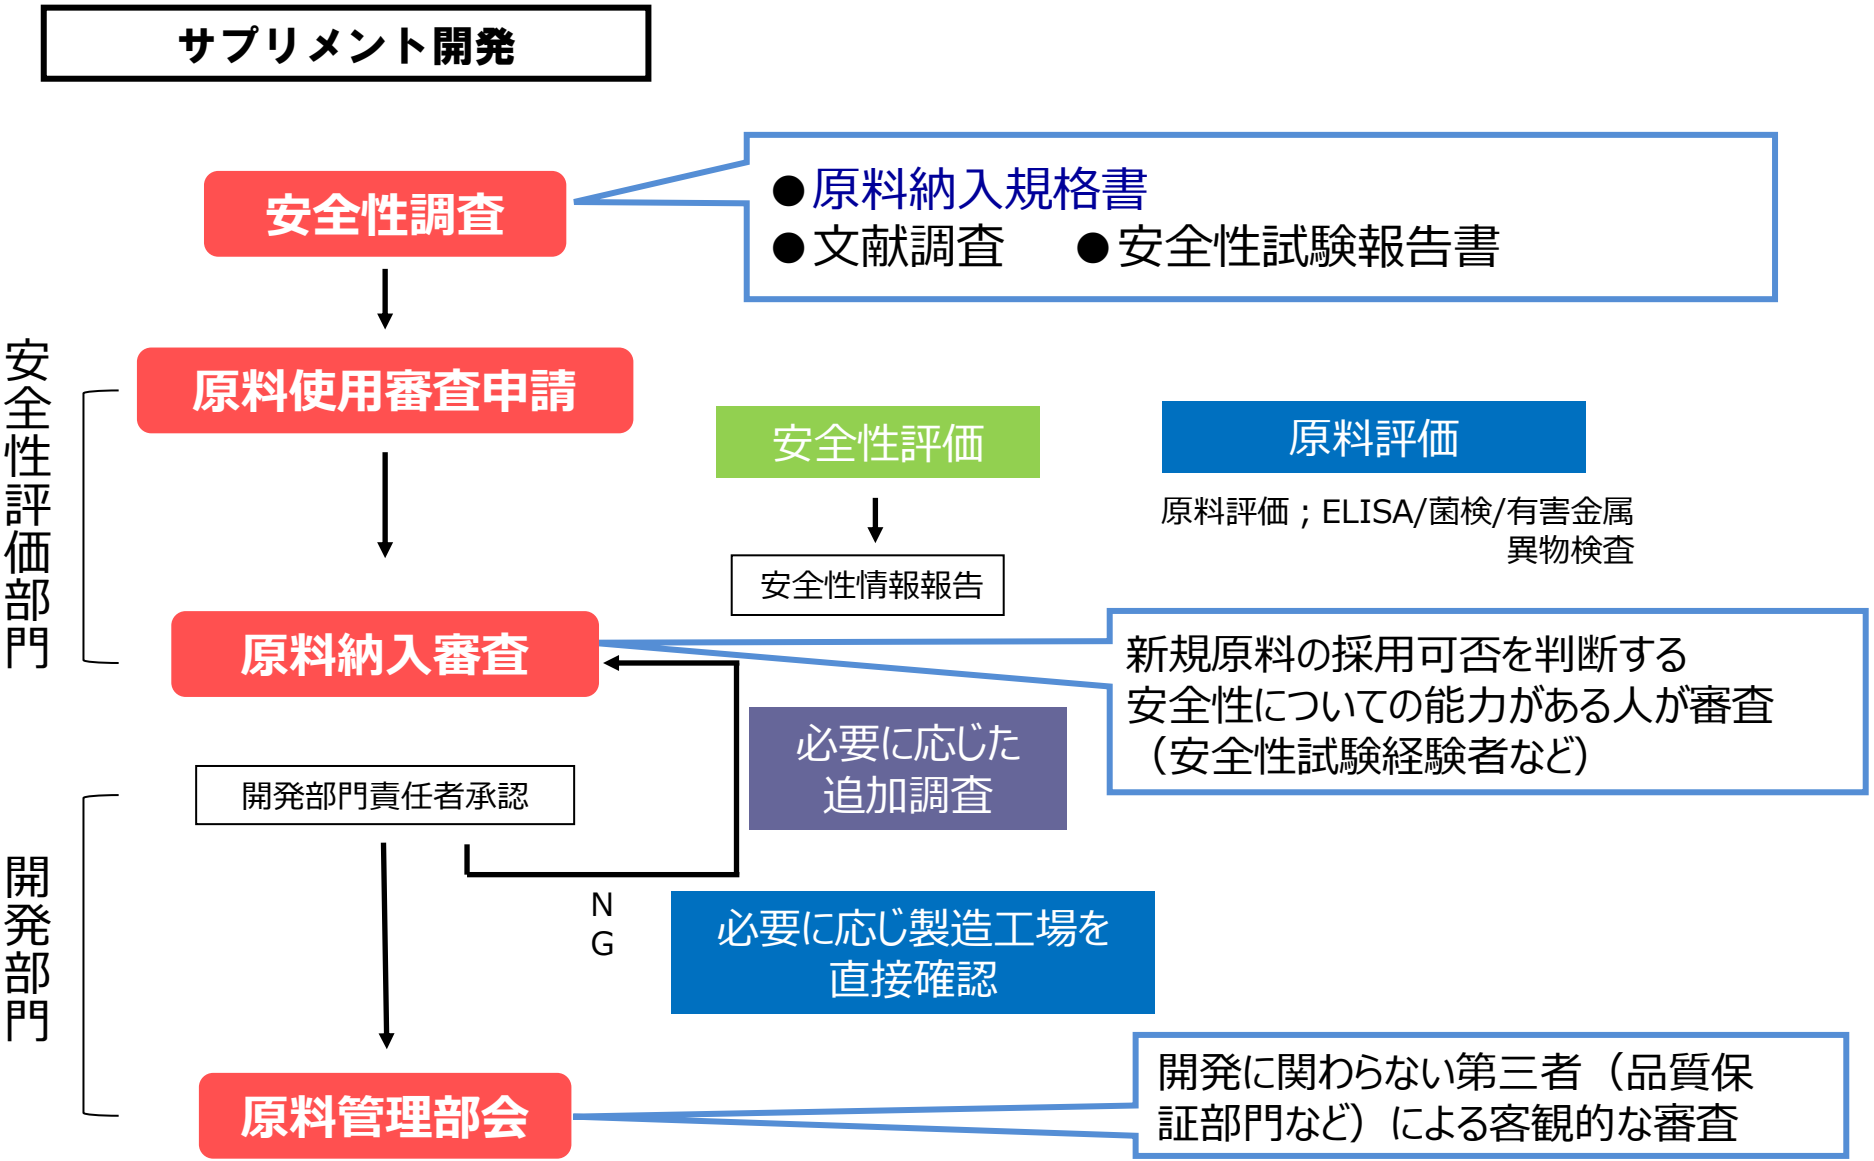 サプリメント開発
安全性調査
●原料納入規格書
●文献調査　●安全性試験報告書
安全性評価部門
原料使用審査申請
安全性評価
原料評価
原料評価；ELISA/菌検/有害金属
異物検査
安全性情報報告
原料納入審査
新規原料の採用可否を判断する
安全性についての能力がある人が審査
（安全性試験経験者など）
必要に応じた
追加調査
開発部門責任者承認
開発部門
N
G
必要に応じ製造工場を
直接確認
原料管理部会
開発に関わらない第三者（品質保
証部門など）による客観的な審査